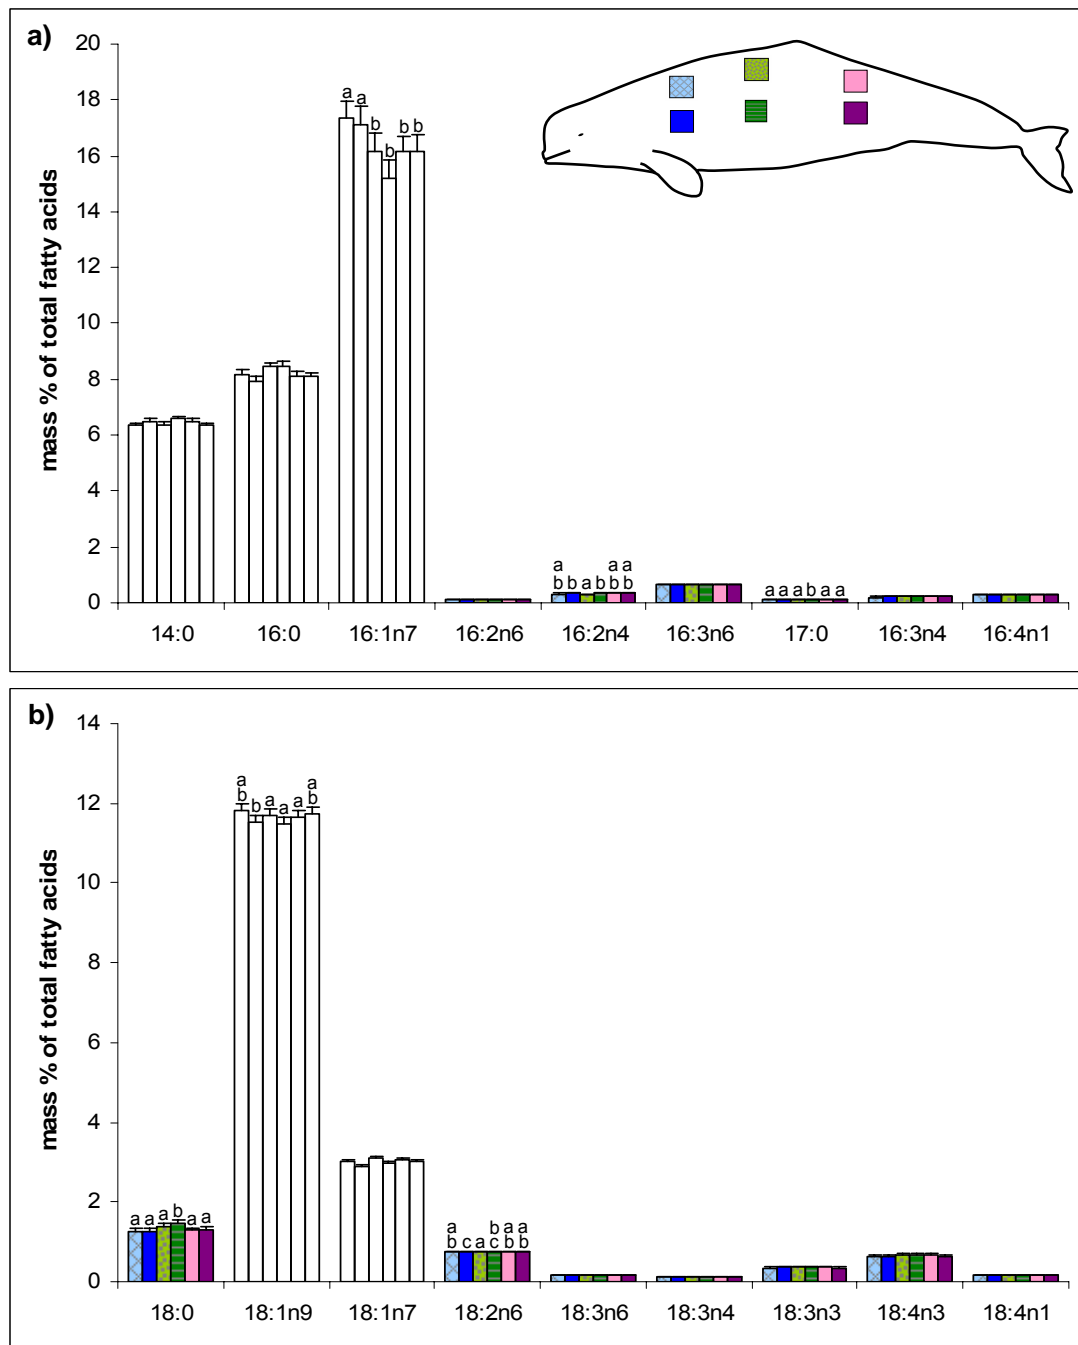 a)
mass % of total fatty acids
20
18
16
14
12
10
8
6
4
2
0
a a b b b b
a a a
b b a b b b
a a a b a a
14:0 16:0 16:1n7 16:2n6 16:2n4 16:3n6 17:0 16:3n4 16:4n1
b)
mass % of total fatty acids
14
12
10
8
6
4
2
0
a a
b b a a a b
a a a b a a
a b a a
b c a c b b
18:0 18:1n9 18:1n7 18:2n6 18:3n6 18:3n4 18:3n3 18:4n3 18:4n1